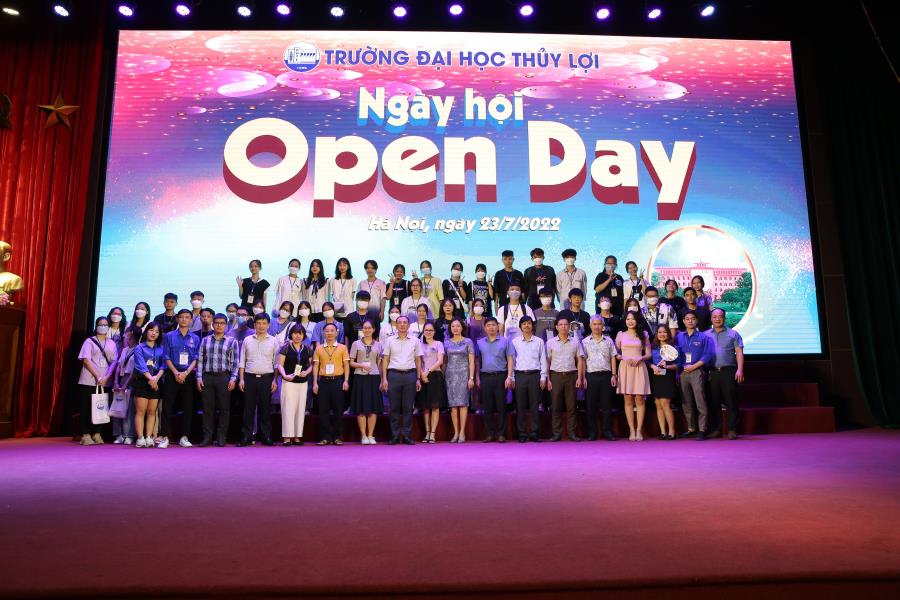 TRƯỜNG ĐẠI HỌC THỦY LỢI
Ngày hội
Open Day
Hà Nội, ngày 23/7/2022